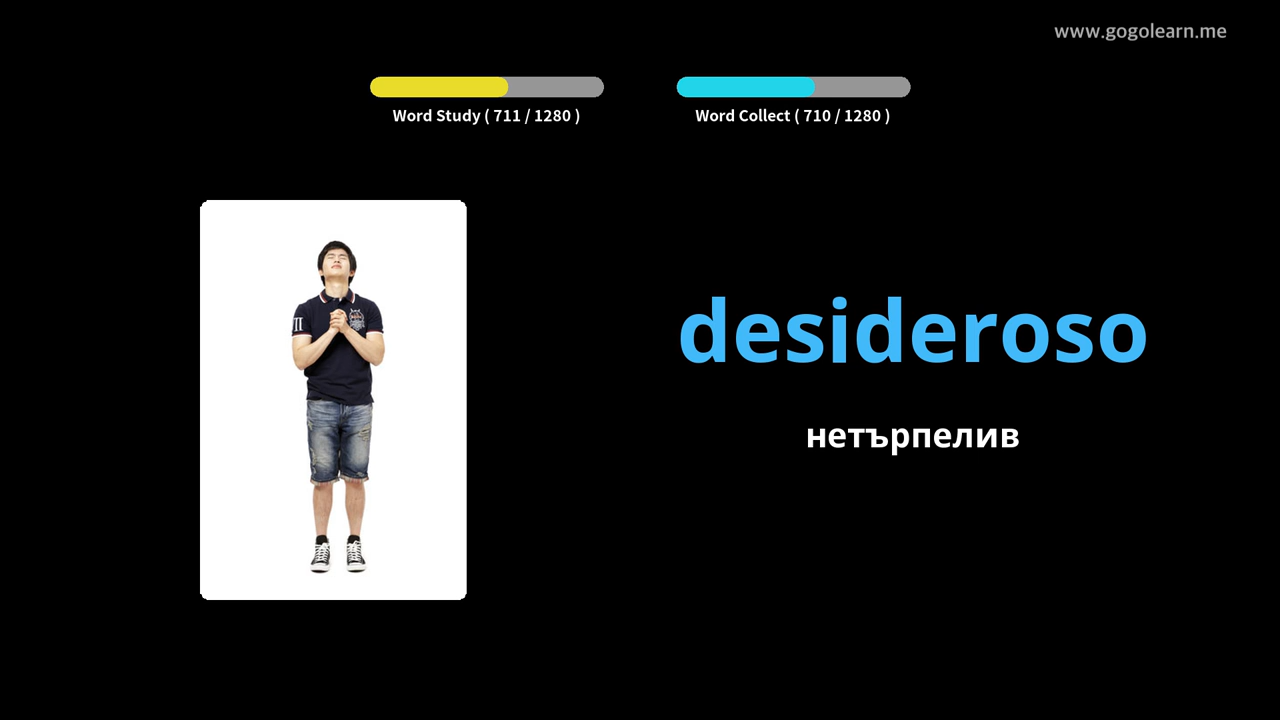 www.gogolearn.me
Word Study ( 711 / 1280 )
Word Collect ( 710 / 1280 )
desideroso
нетърпелив